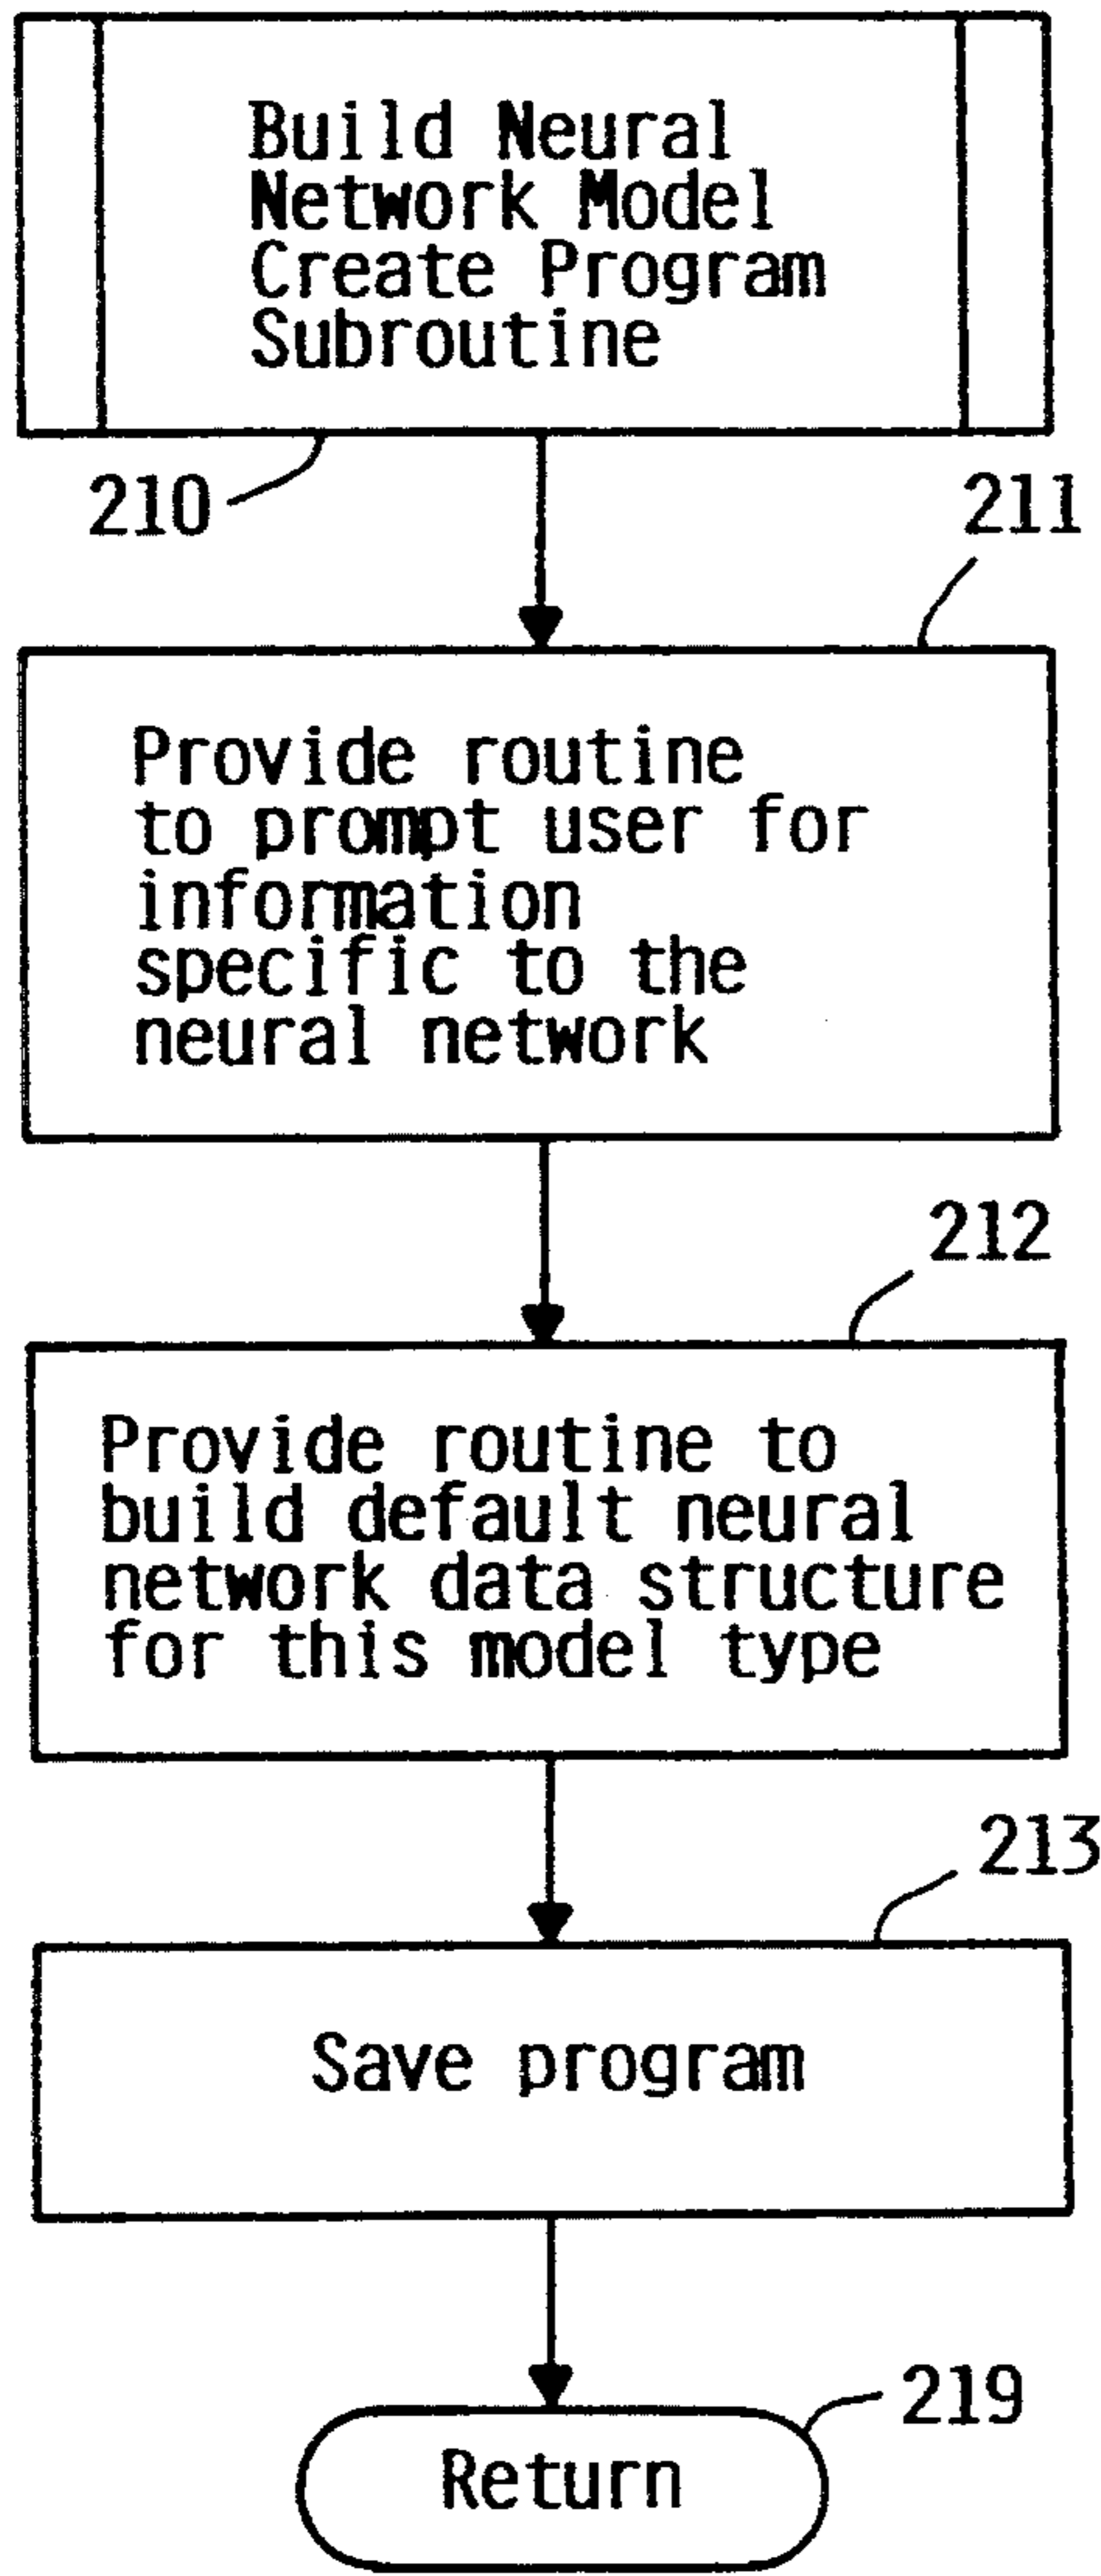 Build Neural
Network Model
Create Program
Subroutine
210
211
Provide routine
to prompt user for
information
specific to the
neural network
212
Provide routine to
build default neural
network data structure
for this model type
213
Save program
219
Return